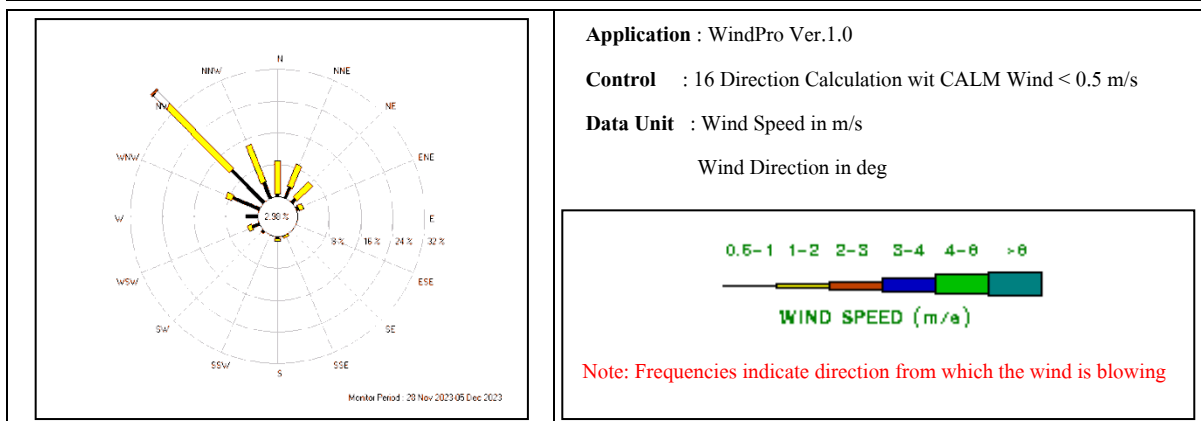 N
NNW
NNE
NW
NE
WNW
ENE
2.98 %
W
E
8 % 16 % 24 % 32 %
WSW
ESE
SW
SE
SSW
SSE
S
Monitor Period : 28 Nov 2023-05 Dec 2023
Application : WindPro Ver.1.0
Control : 16 Direction Calculation wit CALM Wind < 0.5 m/s
Data Unit : Wind Speed in m/s
Wind Direction in deg
0.5-1 1-2 2-3 3-4 4-6 >6
WIND SPEED (m/s)
Note: Frequencies indicate direction from which the wind is blowing